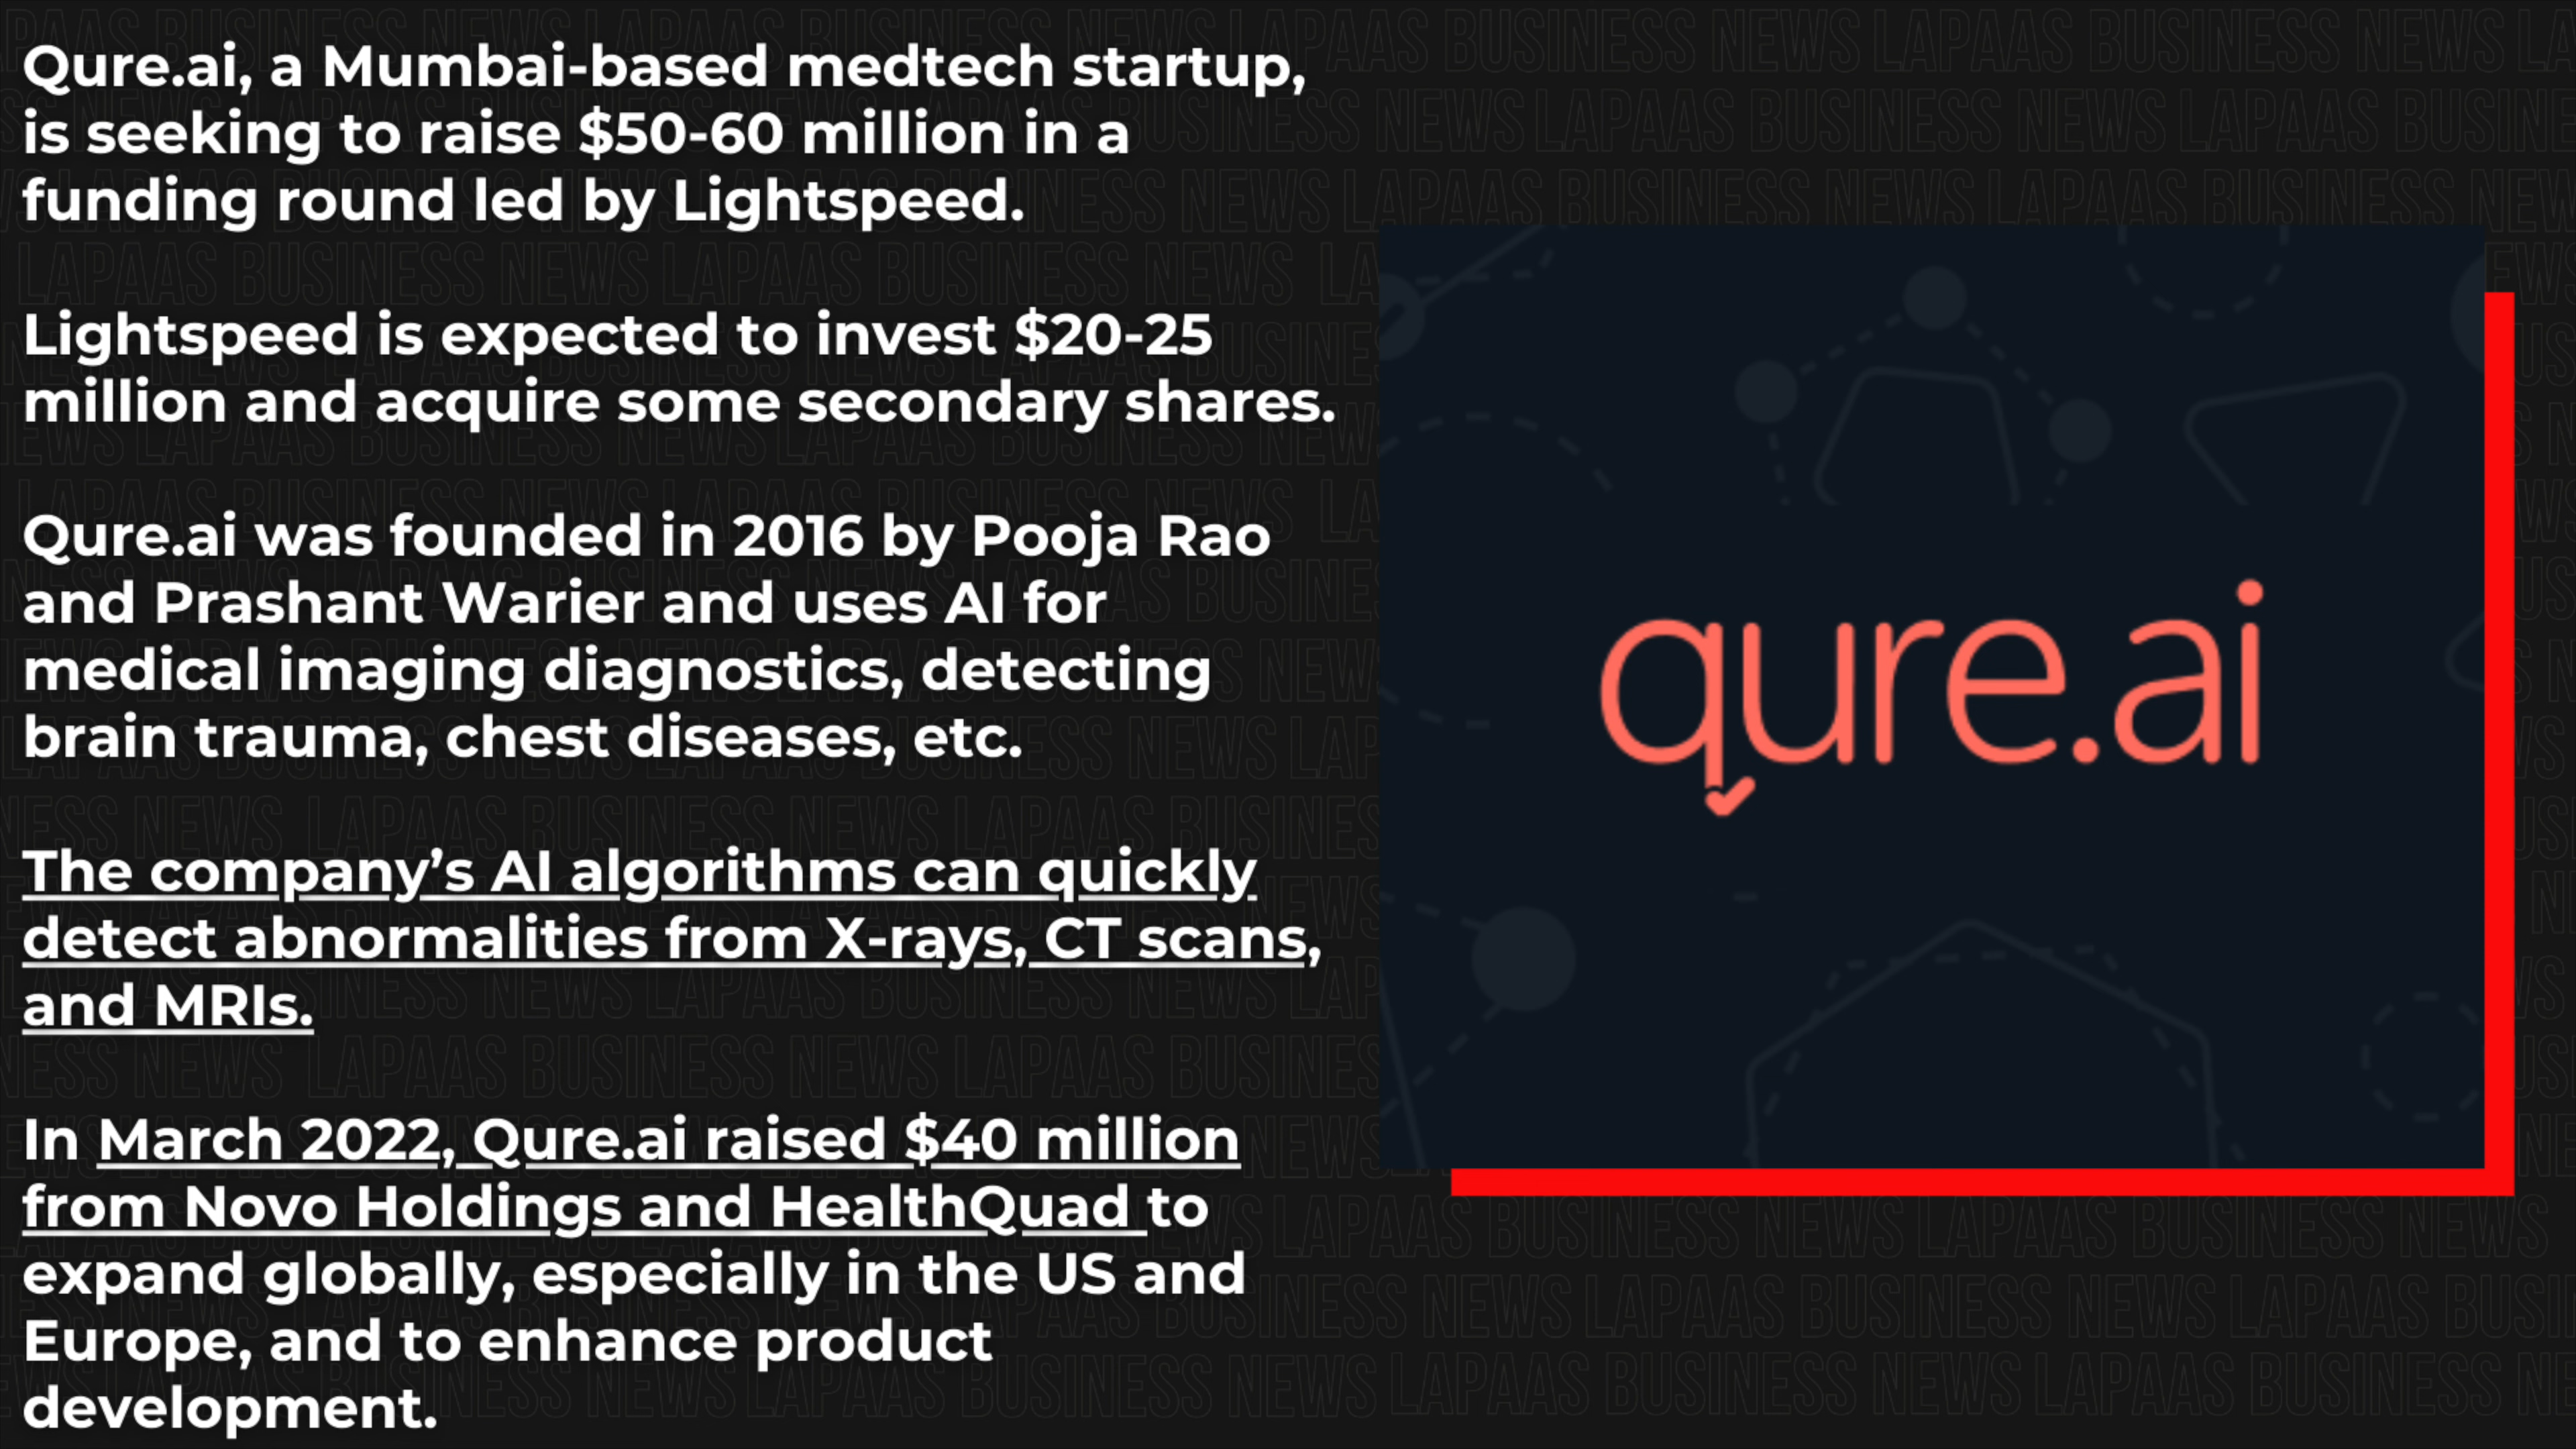 Qure.ai, a Mumbai-based medtech startup,
is seeking to raise $50-60 million in a
funding round led by Lightspeed.
Lightspeed is expected to invest $20-25
million and acquire some secondary shares.
Qure.ai was founded in 2016 by Pooja Rao
and Prashant Warier and uses AI for
medical imaging diagnostics, detecting
brain trauma, chest diseases, etc.
The company’s AI algorithms can quickly
detect abnormalities from X-rays, CT scans,
and MRIs.
In March 2022, Qure.ai raised $40 million
from Novo Holdings and HealthQuad to
expand globally, especially in the US and
Europe, and to enhance product
development.
qure.ai